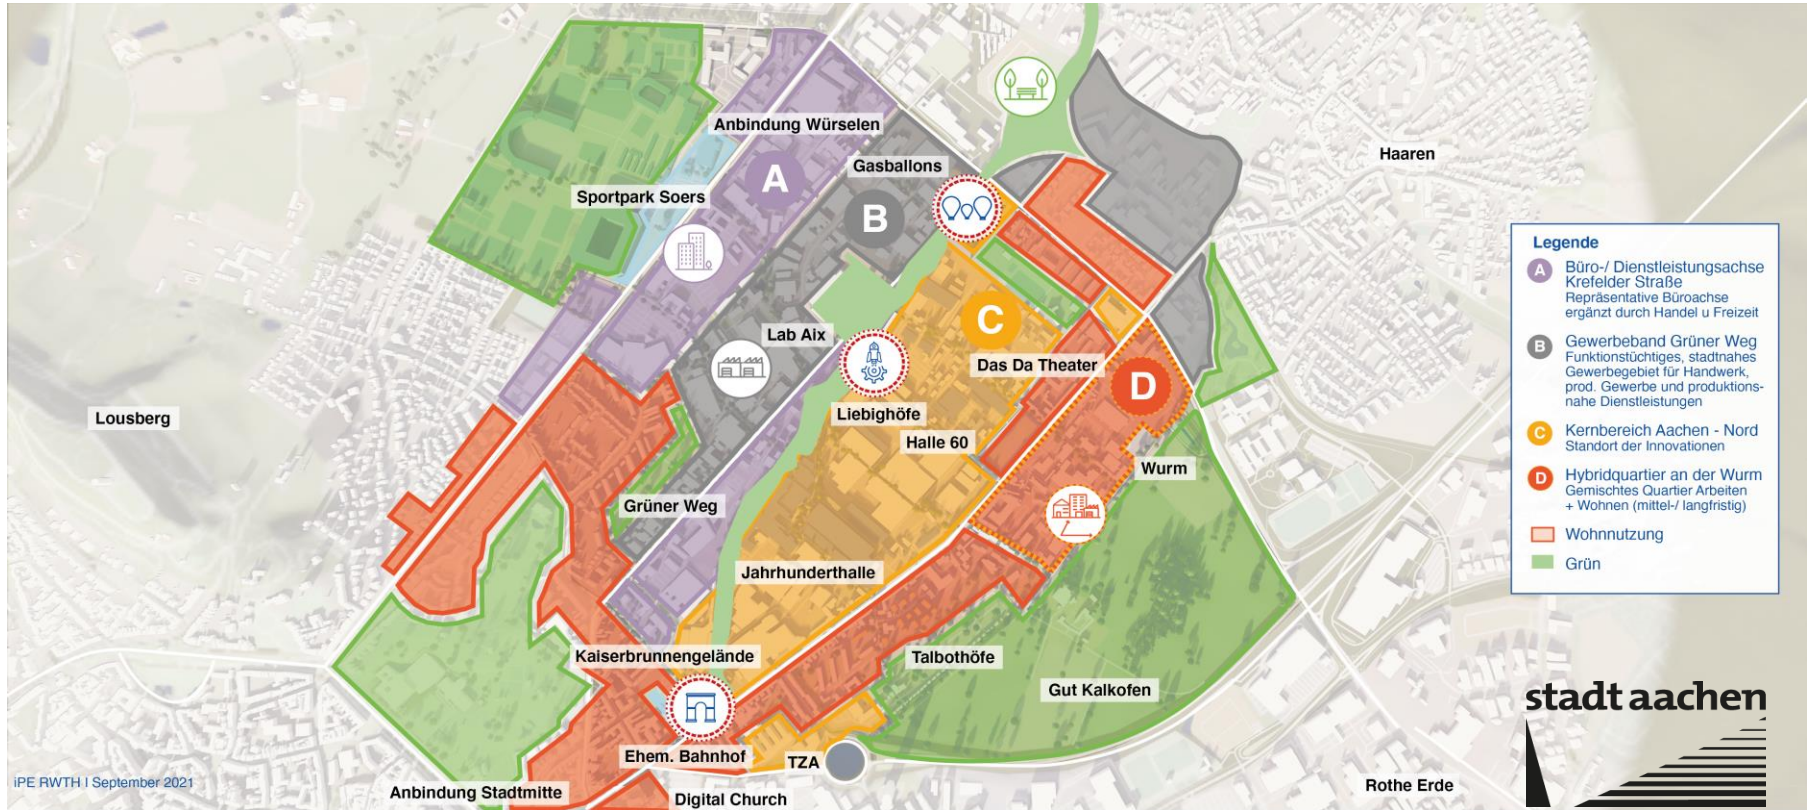 Anbindung Würselen
Gasballons
Haaren
A
Sportpark Soers
B
Lab Aix
C
Das Da Theater
D
Lousberg
Liebighöfe
Halle 60
Wurm
Grüner Weg
Jahrhunderthalle
Kaiserbrunnengelände
Talbothöfe
Gut Kalkofen
Ehem. Bahnhof
TZA
Anbindung Stadtmitte
Digital Church
Rothe Erde
iPE RWTH I September 2021
Legende
A
Büro-/ Dienstleistungsachse
Krefelder Straße
Repräsentative Büroachse
ergänzt durch Handel u Freizeit
B
Gewerbeband Grüner Weg
Funktionstüchtiges, stadtnahes
Gewerbegebiet für Handwerk,
prod. Gewerbe und produktions-
nahe Dienstleistungen
C
Kernbereich Aachen - Nord
Standort der Innovationen
D
Hybridquartier an der Wurm
Gemischtes Quartier Arbeiten
+ Wohnen (mittel-/ langfristig)
Wohnnutzung
Grün
stadt aachen